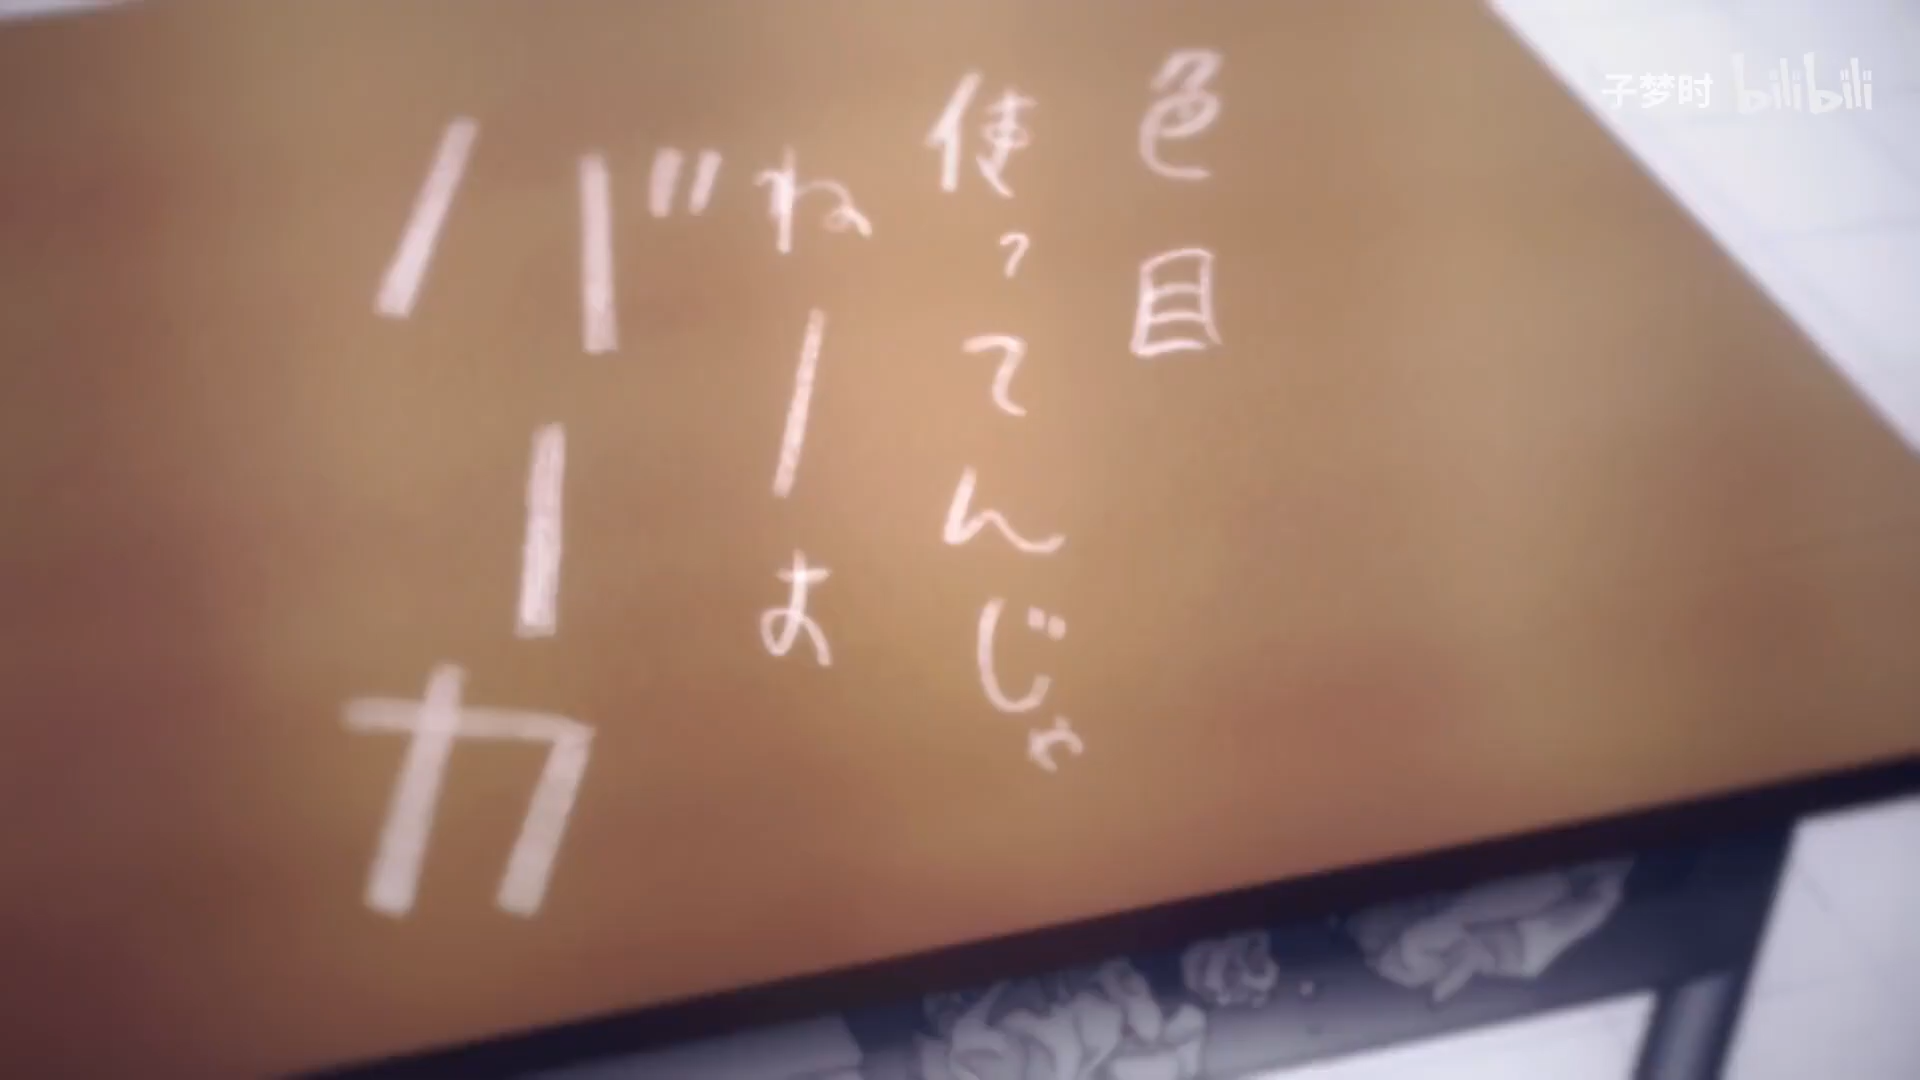 色目
使ってんじゃ
ねーよ
バーカ
子梦时 bilibili